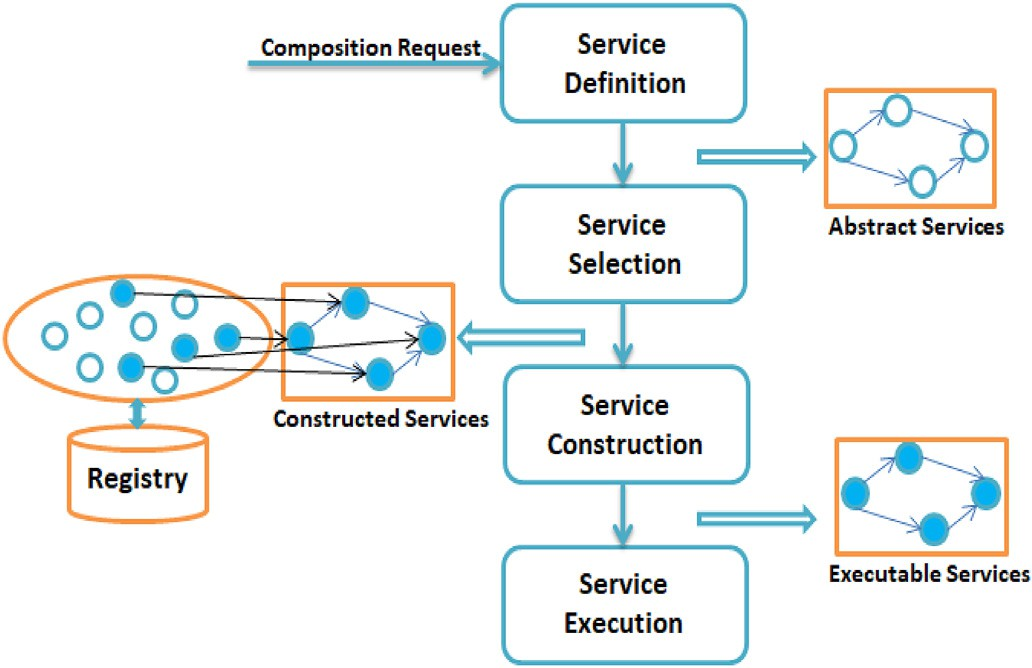 Composition Request
Service
Definition
Abstract Services
Service
Selection
Constructed Services
Service
Construction
Registry
Executable Services
Service
Execution